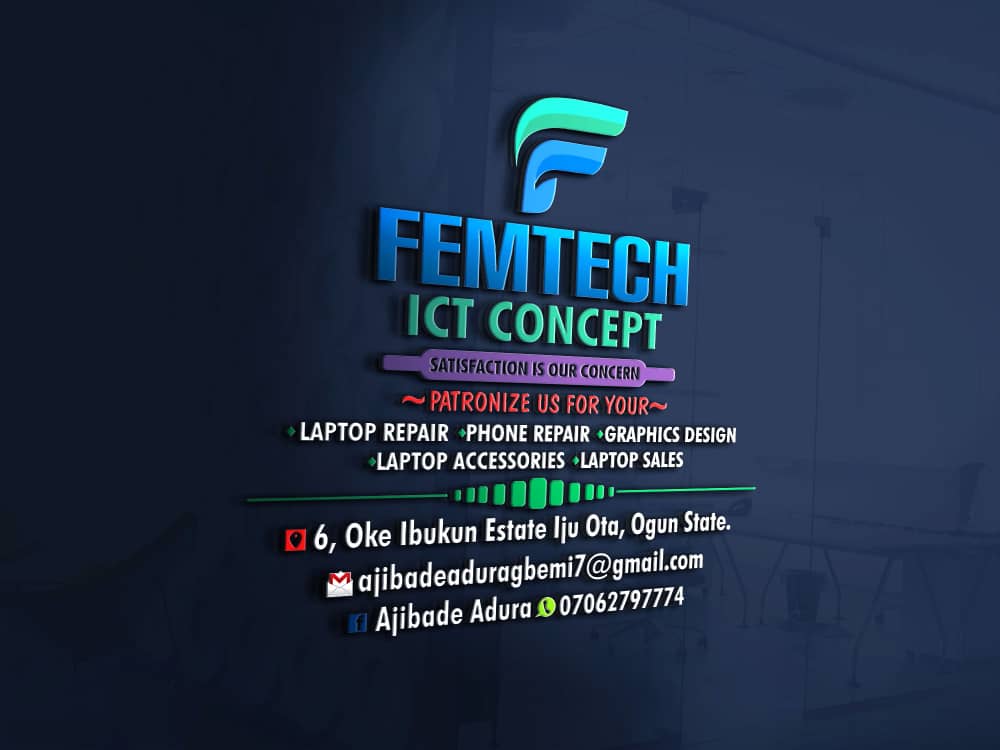 FEMTECH
ICT CONCEPT
SATISFACTION IS OUR CONCERN
~PATRONIZE US FOR YOUR~
LAPTOP REPAIR PHONE REPAIR GRAPHICS DESIGN
LAPTOP ACCESSORIES LAPTOP SALES
6, Oke Ibukun Estate Iju Ota, Ogun State.
ajibadeaduragbemi7@gmail.com
f Ajibade Adura 07062797774